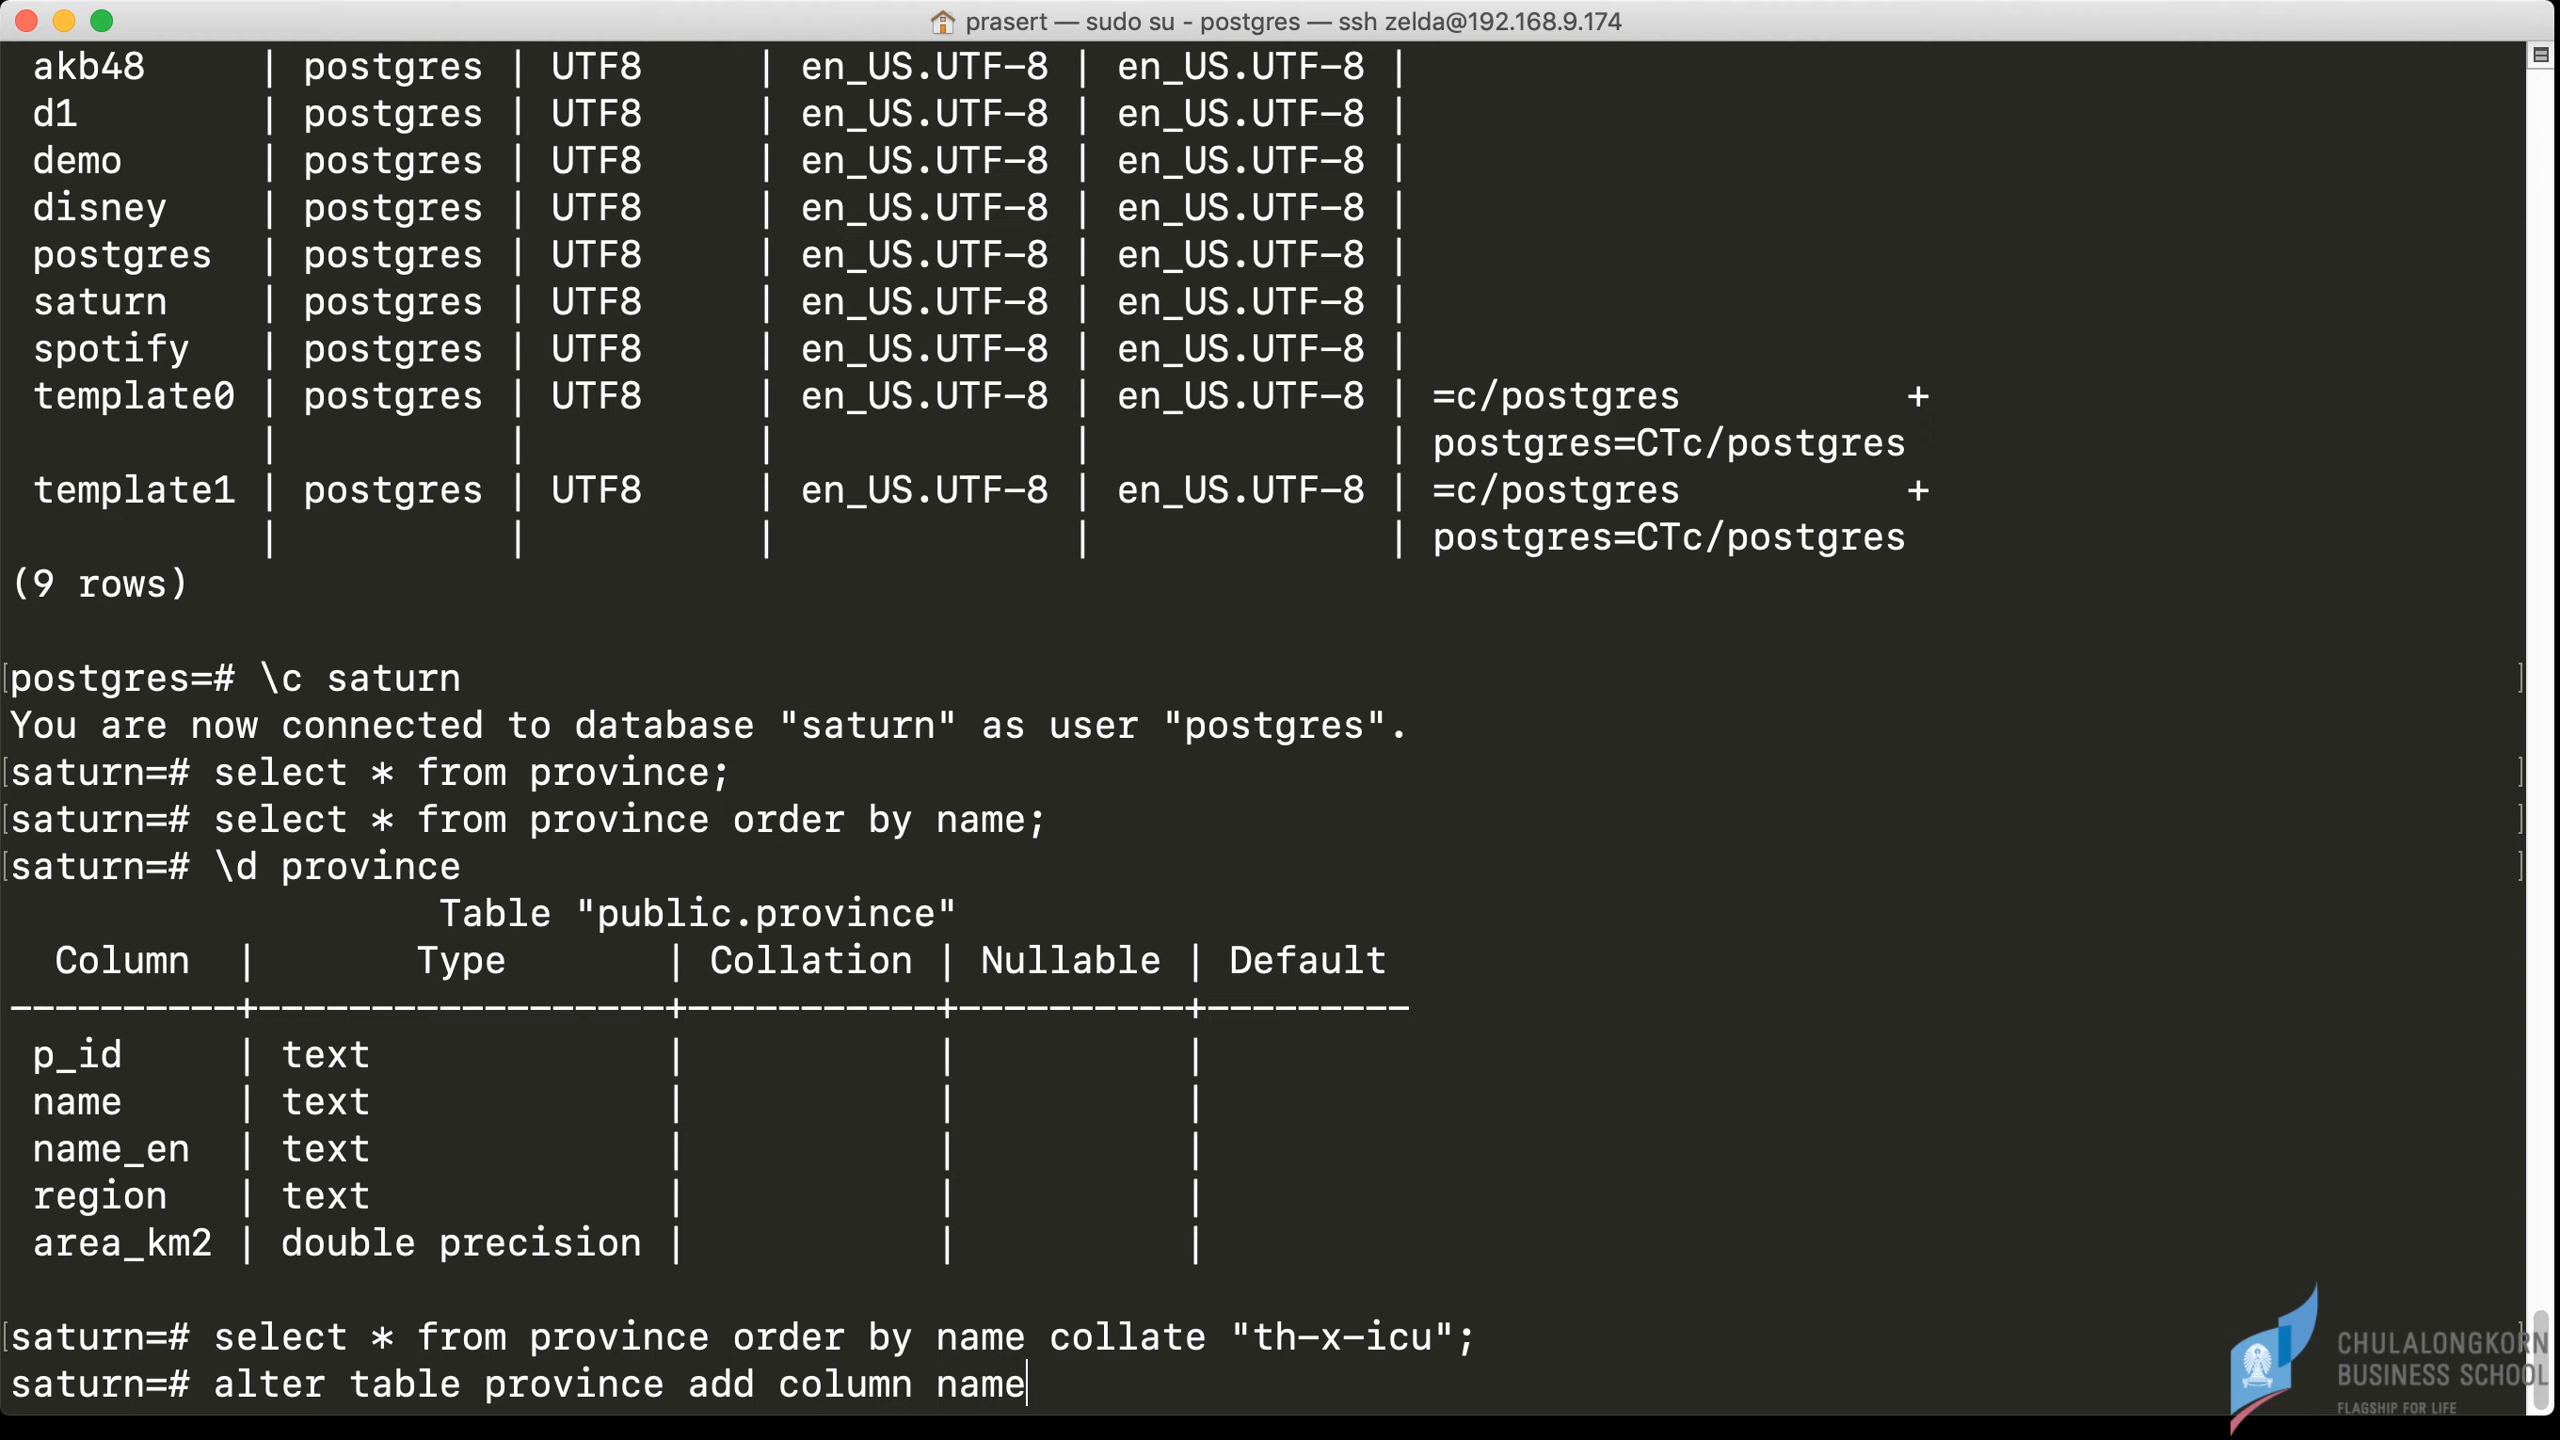 prasert — sudo su - postgres — ssh zelda@192.168.9.174
akb48 | postgres | UTF8 | en_US.UTF-8 | en_US.UTF-8 |
d1 | postgres | UTF8 | en_US.UTF-8 | en_US.UTF-8 |
demo | postgres | UTF8 | en_US.UTF-8 | en_US.UTF-8 |
disney | postgres | UTF8 | en_US.UTF-8 | en_US.UTF-8 |
postgres | postgres | UTF8 | en_US.UTF-8 | en_US.UTF-8 |
saturn | postgres | UTF8 | en_US.UTF-8 | en_US.UTF-8 |
spotify | postgres | UTF8 | en_US.UTF-8 | en_US.UTF-8 |
template0 | postgres | UTF8 | en_US.UTF-8 | en_US.UTF-8 | =c/postgres +
| | | | | postgres=CTc/postgres
template1 | postgres | UTF8 | en_US.UTF-8 | en_US.UTF-8 | =c/postgres +
| | | | | postgres=CTc/postgres
(9 rows)
[postgres=# \c saturn ]
You are now connected to database "saturn" as user "postgres".
[saturn=# select * from province; ]
[saturn=# select * from province order by name; ]
[saturn=# \d province ]
Table "public.province"
Column | Type | Collation | Nullable | Default
-----------+------------------+-----------+----------+---------
p_id | text | | |
name | text | | |
name_en | text | | |
region | text | | |
area_km2 | double precision | | |
[saturn=# select * from province order by name collate "th-x-icu"; ]
saturn=# alter table province add column name
CHULALONGKORN
BUSINESS SCHOOL
FLAGSHIP FOR LIFE